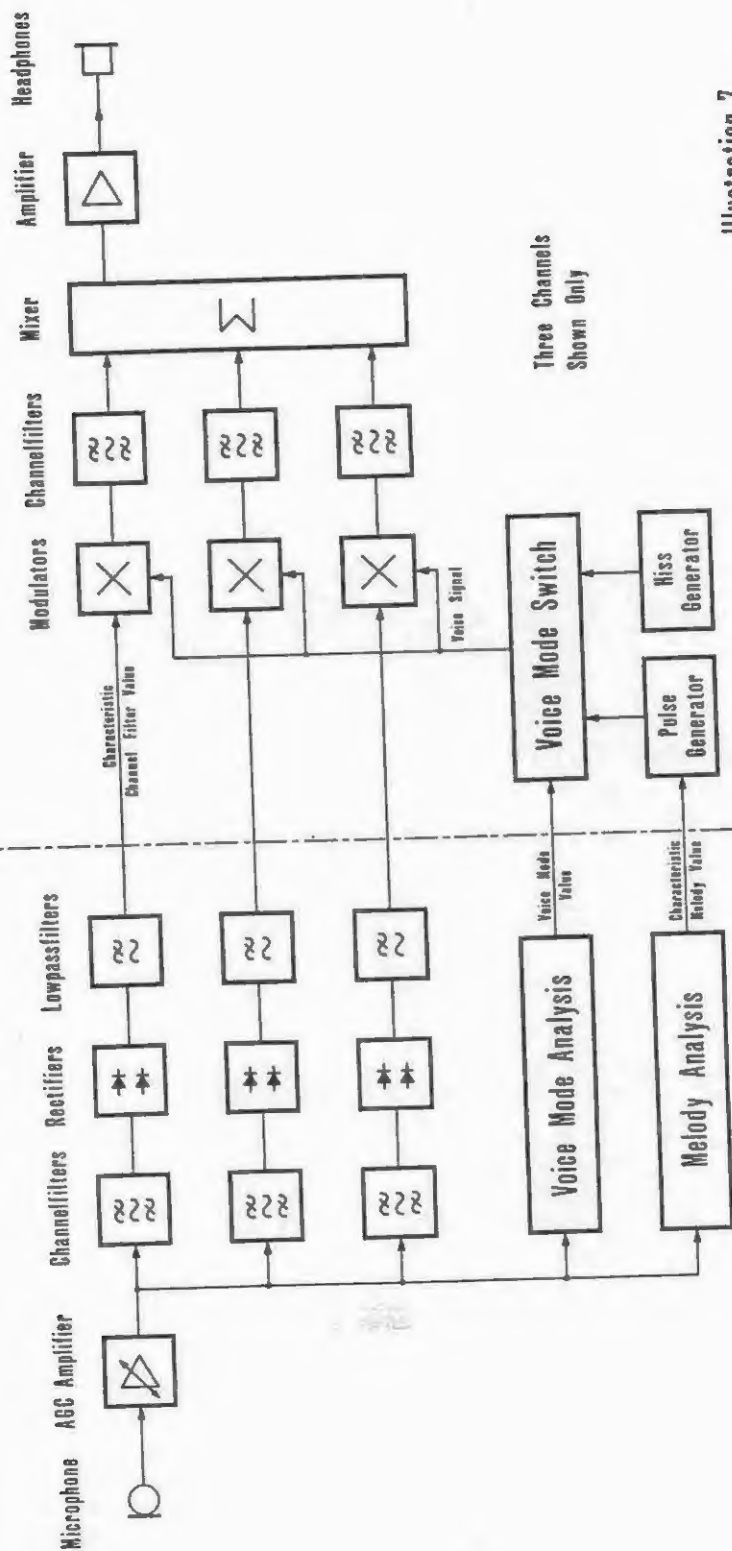 Microphone
AGC Amplifier
Channelfilters
Rectifiers
Lowpassfilters
Modulators
Channelfilters
Mixer
Amplifier
Headphones
Characteristic
Channel Filter Value
Σ
Voice Signal
Three Channels
Shown Only
Voice Mode Analysis
Voice Mode
Value
Voice Mode Switch
Melody Analysis
Characteristic
Melody Value
Pulse
Generator
Hiss
Generator
Illustration 7